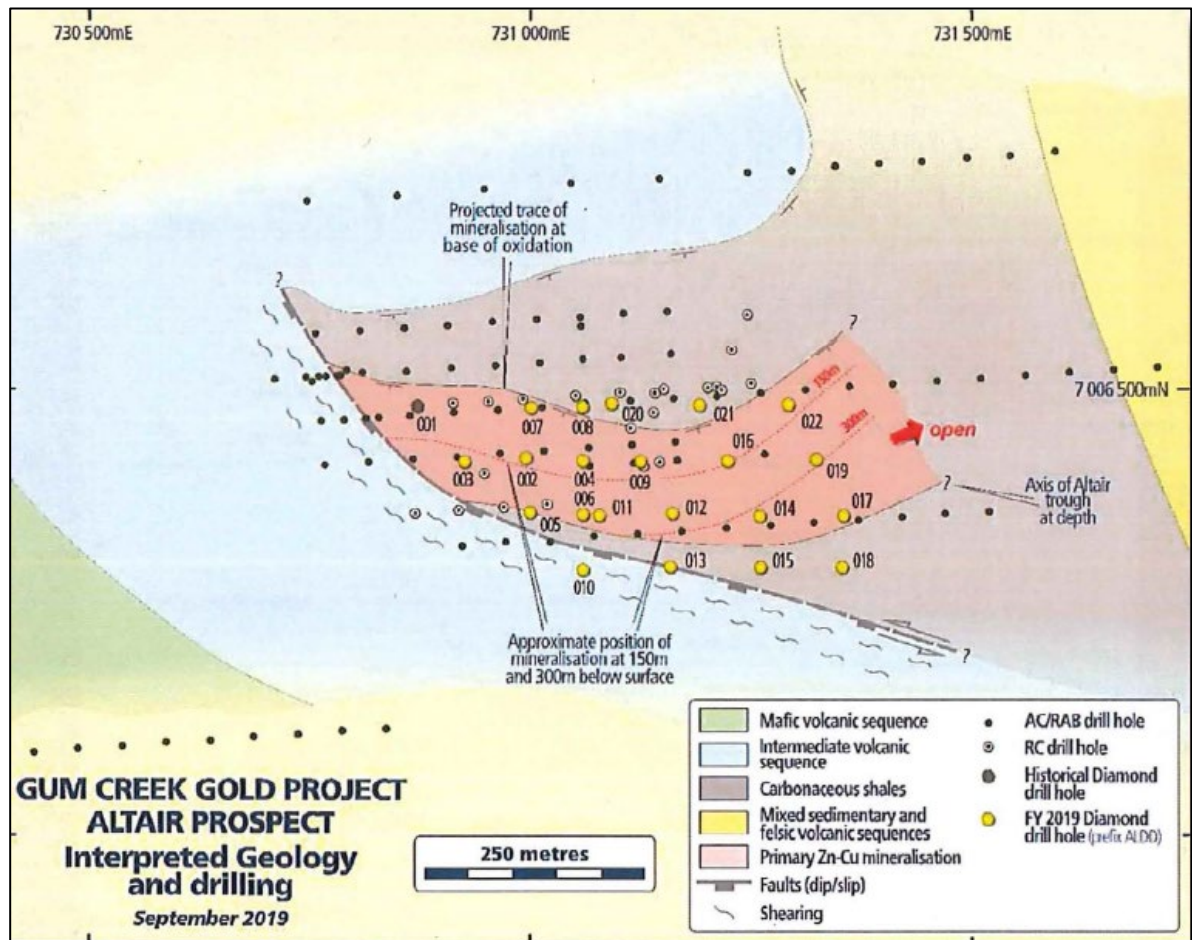 730 500mE
731 000mE
731 500mE
Projected trace of
mineralisation at
base of oxidation
?
?
150m
7 006 500mN
300m
open
001
007
008
020
021
022
016
003
002
004
009
019
006
?
Axis of Altair
trough
at depth
005
011
012
014
017
010
013
015
018
Approximate position of
mineralisation at 150m
and 300m below surface
?
GUM CREEK GOLD PROJECT
ALTAIR PROSPECT
Interpreted Geology
and drilling
September 2019
250 metres
Mafic volcanic sequence
Intermediate volcanic
sequence
Carbonaceous shales
Mixed sedimentary and
felsic volcanic sequences
Primary Zn-Cu mineralisation
Faults (dip/slip)
Shearing
AC/RAB drill hole
RC drill hole
Historical Diamond
drill hole
FY 2019 Diamond
drill hole (prefix ALDD)